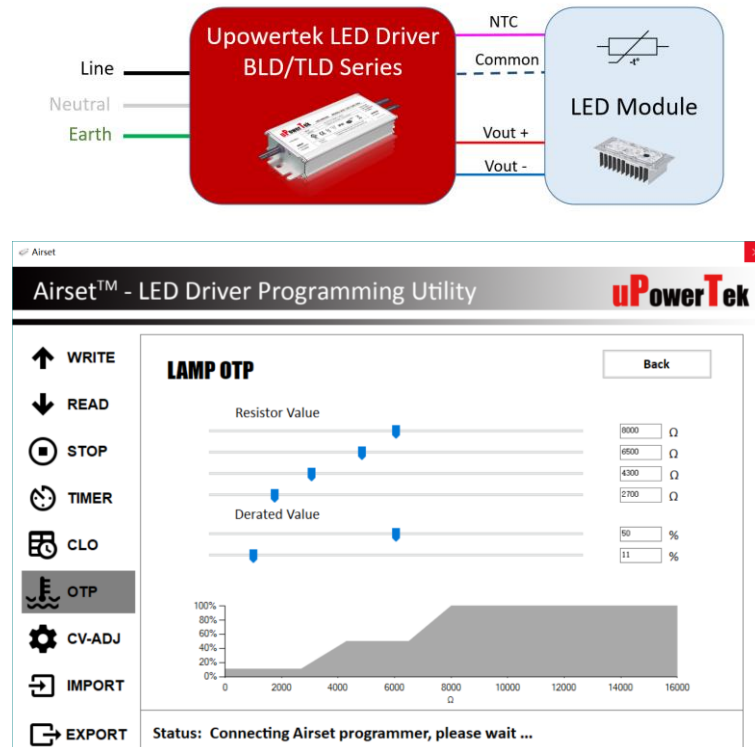 NTC
Upowertek LED Driver
BLD/TLD Series
Common
-t°
Line
LED Module
Neutral
uPowerTek
Earth
Vout +
Vout -
Airset
Airset™ - LED Driver Programming Utility
uPowerTek
WRITE
READ
STOP
TIMER
CLO
OTP
CV-ADJ
IMPORT
EXPORT
LAMP OTP
Back
Resistor Value
8000 Ω
6500 Ω
4300 Ω
2700 Ω
Derated Value
50 %
11 %
100%
80%
60%
40%
20%
0%
0 2000 4000 6000 8000 10000 12000 14000 16000
Ω
Status: Connecting Airset programmer, please wait ...